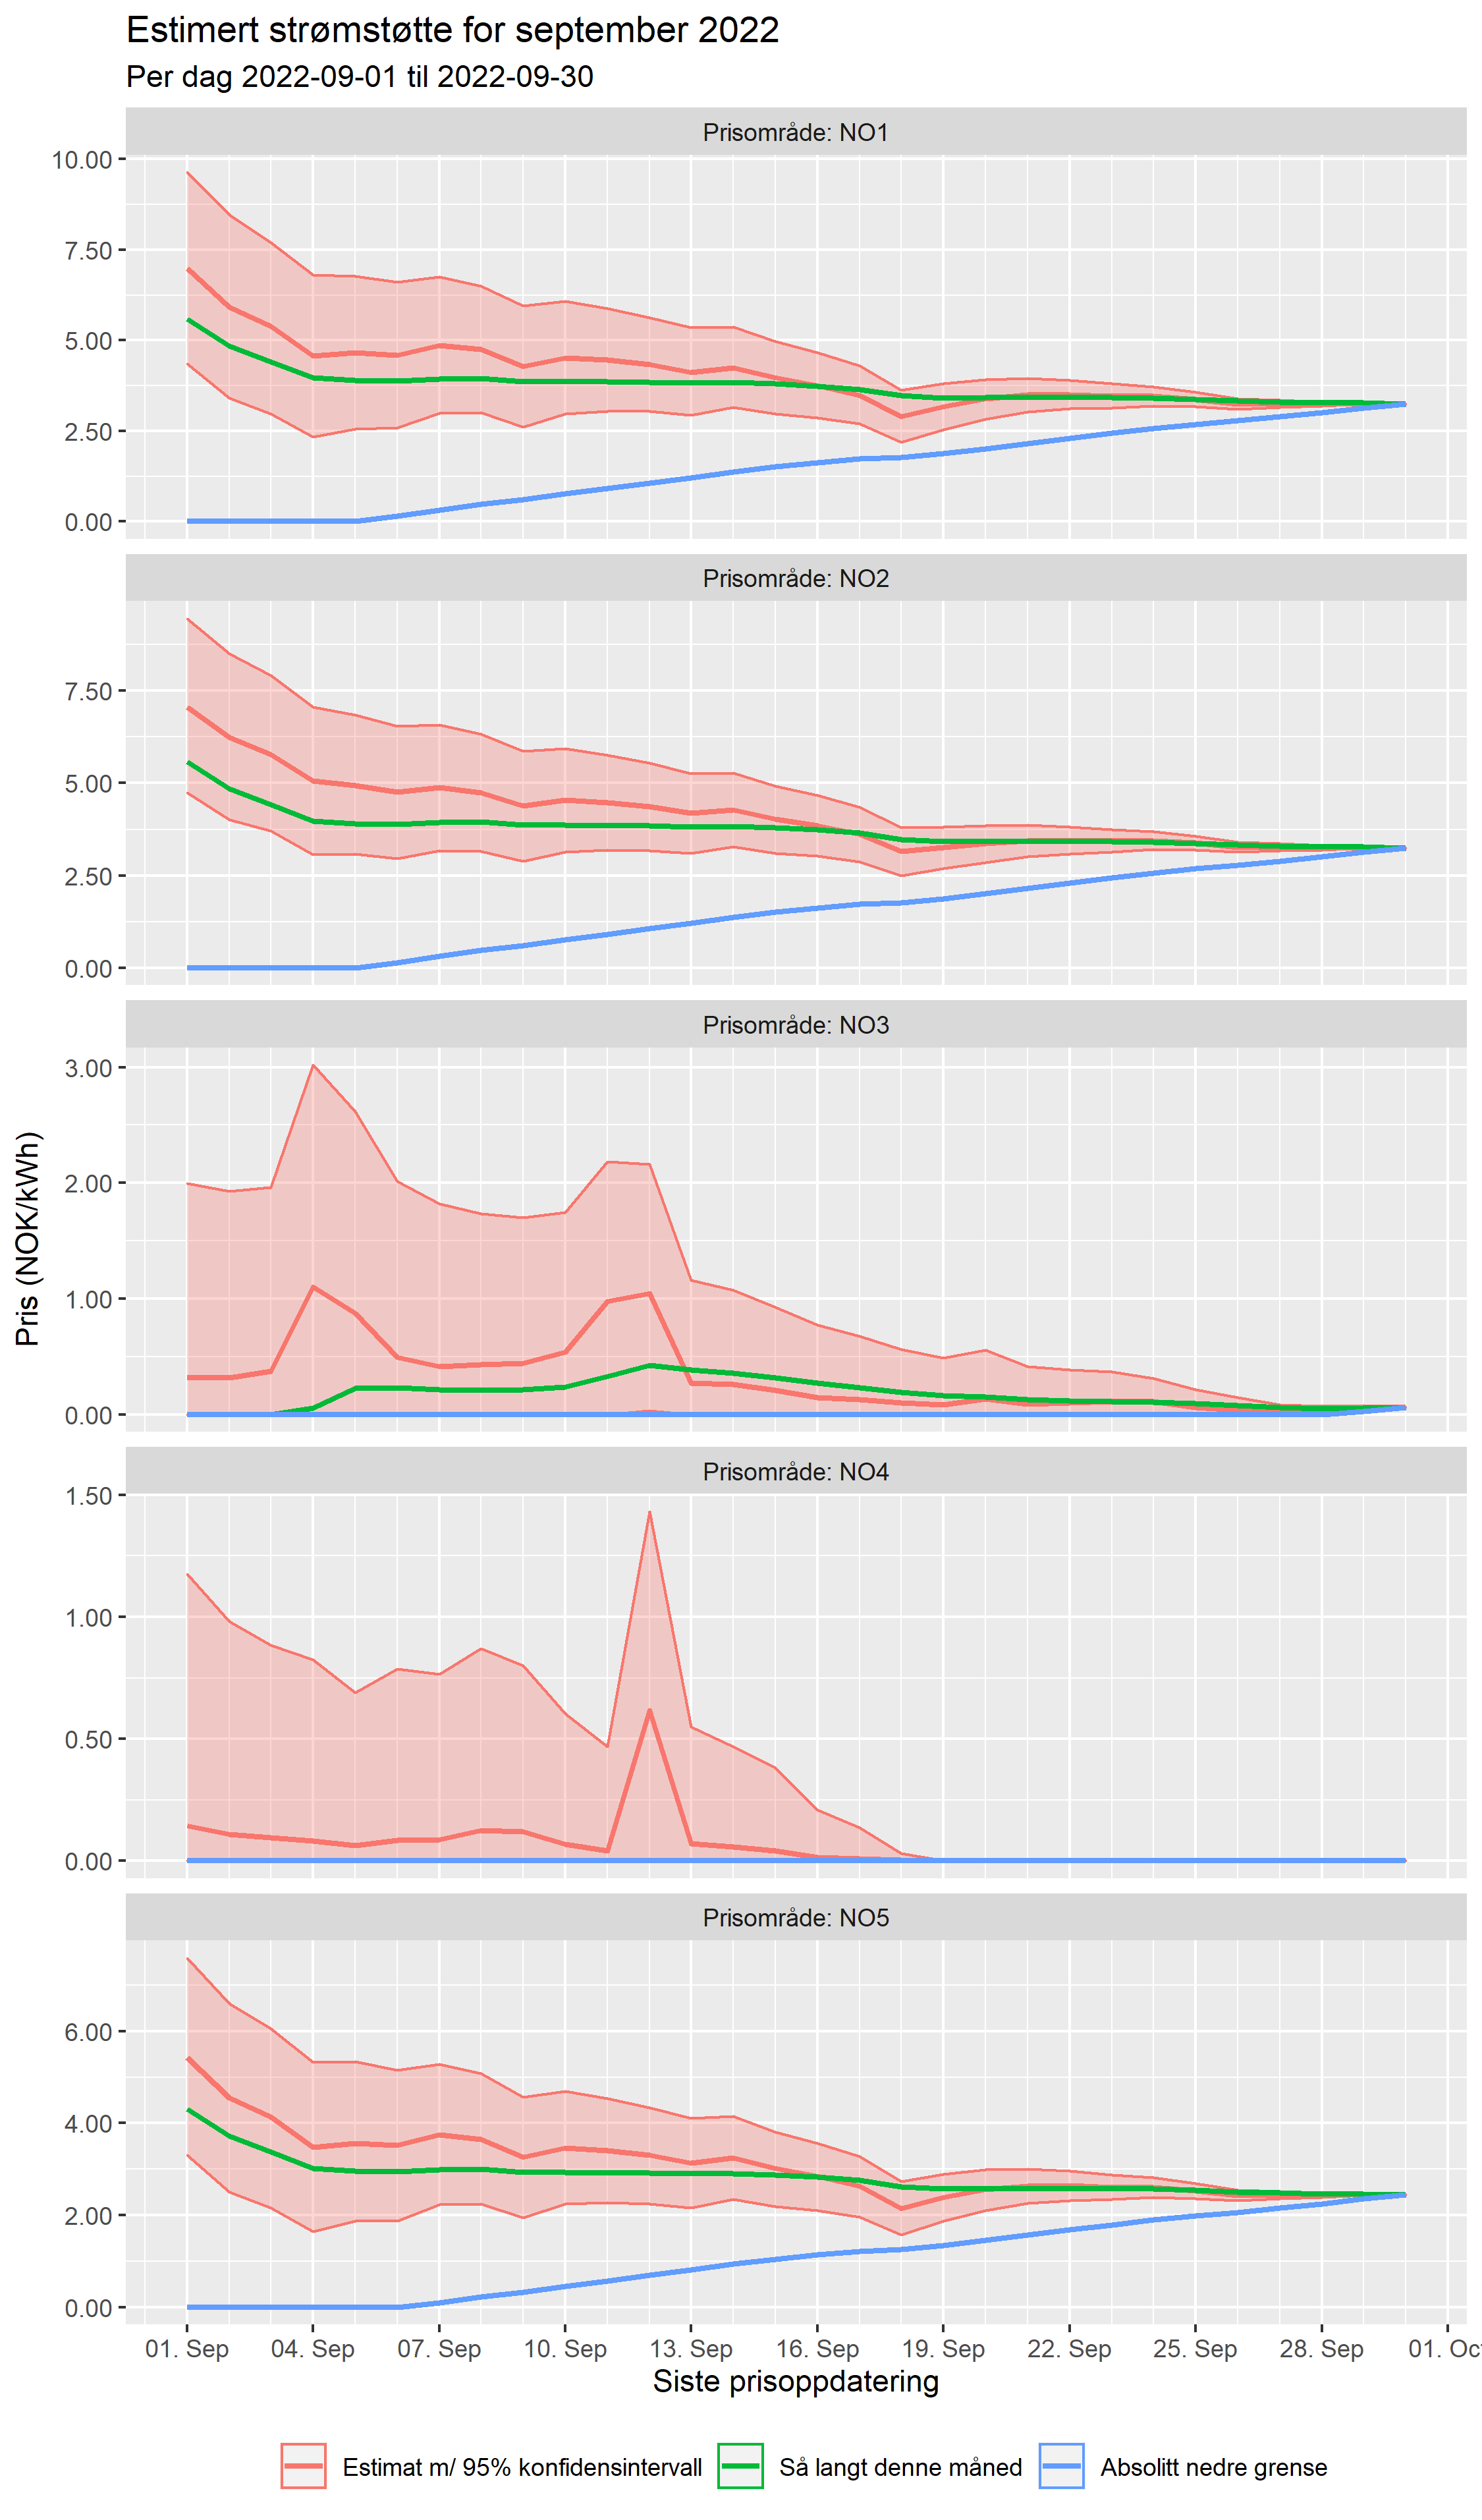 Estimert strømstøtte for september 2022
Per dag 2022-09-01 til 2022-09-30
Prisområde: NO1
10.00
7.50
5.00
2.50
0.00
Prisområde: NO2
7.50
5.00
2.50
0.00
Prisområde: NO3
3.00
2.00
1.00
0.00
Pris (NOK/kWh)
Prisområde: NO4
1.50
1.00
0.50
0.00
Prisområde: NO5
6.00
4.00
2.00
0.00
01. Sep 04. Sep 07. Sep 10. Sep 13. Sep 16. Sep 19. Sep 22. Sep 25. Sep 28. Sep 01. Oc
Siste prisoppdatering
Estimat m/ 95% konfidensintervall Så langt denne måned Absolitt nedre grense